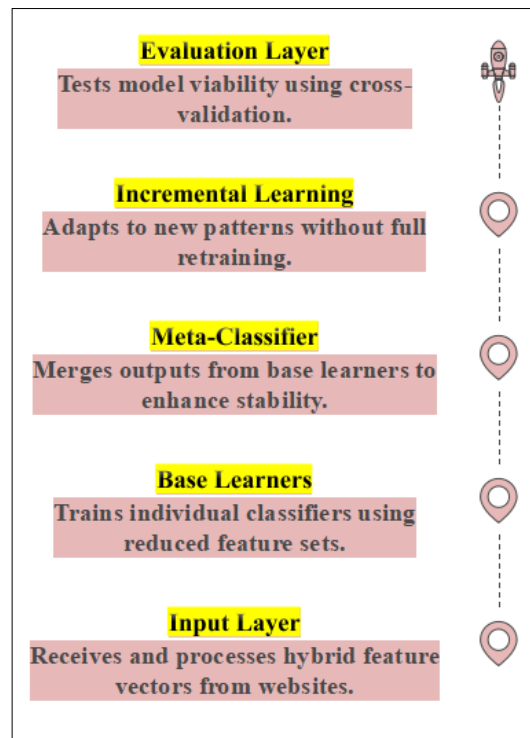 Evaluation Layer
Tests model viability using cross-
validation.
Incremental Learning
Adapts to new patterns without full
retraining.
Meta-Classifier
Merges outputs from base learners to
enhance stability.
Base Learners
Trains individual classifiers using
reduced feature sets.
Input Layer
Receives and processes hybrid feature
vectors from websites.